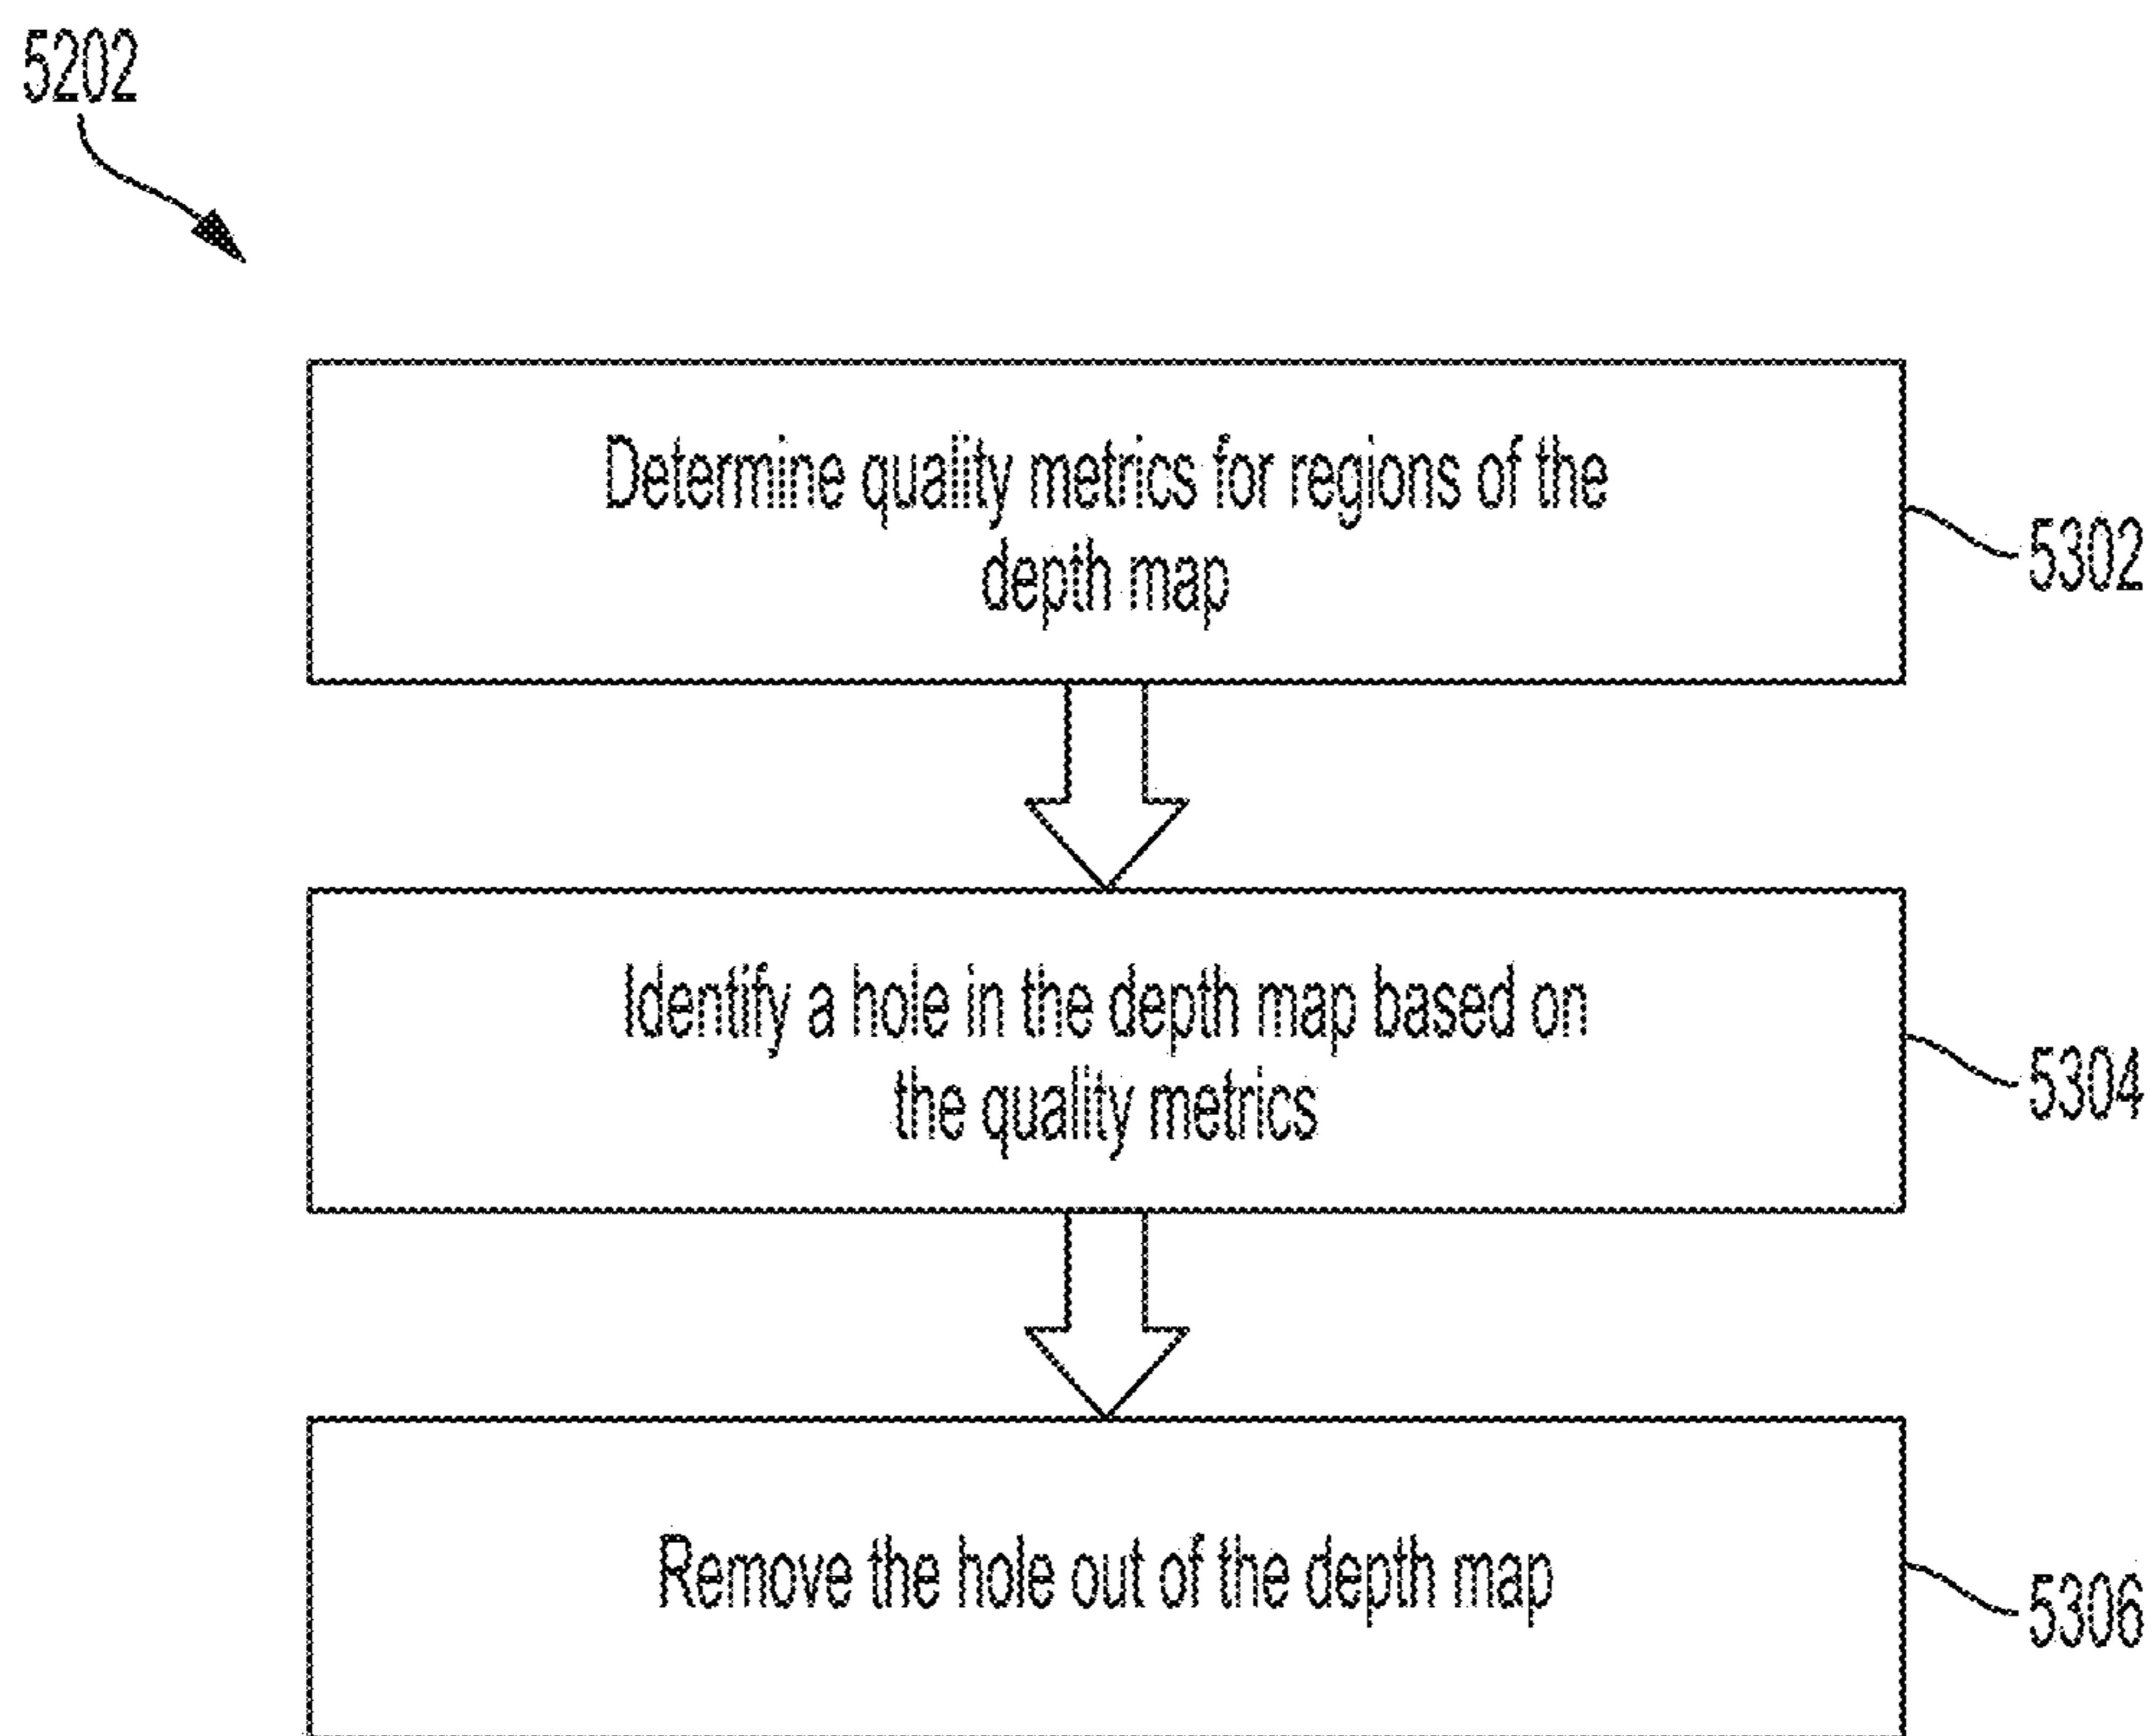 5202
Determine quality metrics for regions of the
depth map
5302
Identify a hole in the depth map based on
the quality metrics
5304
Remove the hole out of the depth map
5306